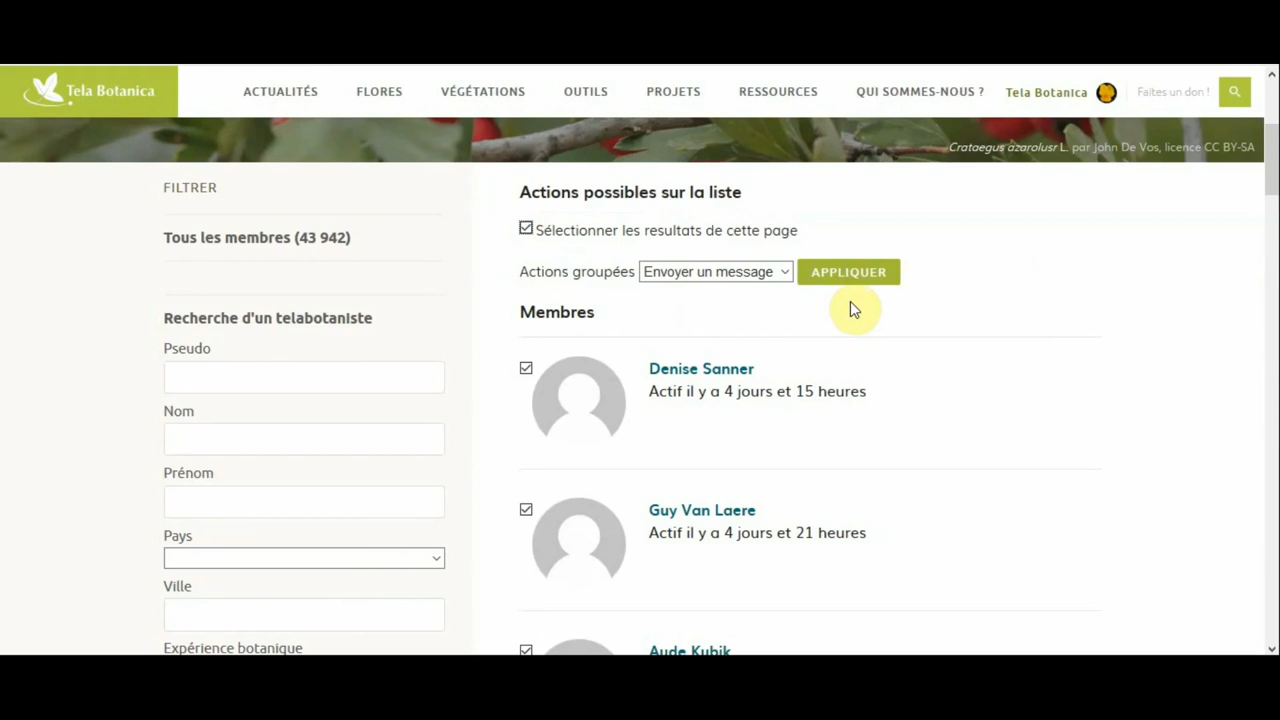 Tela Botanica
ACTUALITÉS FLORES VÉGÉTATIONS OUTILS PROJETS RESSOURCES QUI SOMMES-NOUS ? Tela Botanica Faites un don !
Crataegus azarolusr L. par John De Vos, licence CC BY-SA
FILTRER
Tous les membres (43 942)
Recherche d'un telabotaniste
Pseudo
Nom
Prénom
Pays
Ville
Expérience botanique
Actions possibles sur la liste
Sélectionner les resultats de cette page
Actions groupées Envoyer un message APPLIQUER
Membres
Denise Sanner
Actif il y a 4 jours et 15 heures
Guy Van Laere
Actif il y a 4 jours et 21 heures
Aude Kubik